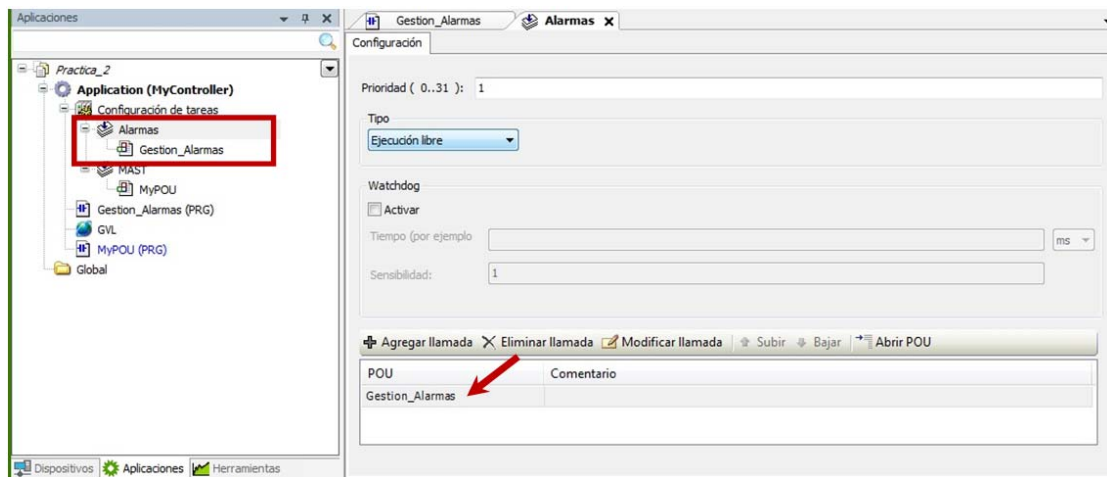 Aplicaciones
Practica_2
Application (MyController)
Configuración de tareas
Alarmas
Gestion_Alarmas
MAST
MyPOU
Gestion_Alarmas (PRG)
GVL
MyPOU (PRG)
Global
Dispositivos Aplicaciones Herramientas
Gestion_Alarmas Alarmas X
Configuración
Prioridad ( 0..31 ): 1
Tipo
Ejecución libre
Watchdog
Activar
Tiempo (por ejemplo ms
Sensibilidad: 1
Agregar llamada Eliminar llamada Modificar llamada Subir Bajar Abrir POU
POU Comentario
Gestion_Alarmas